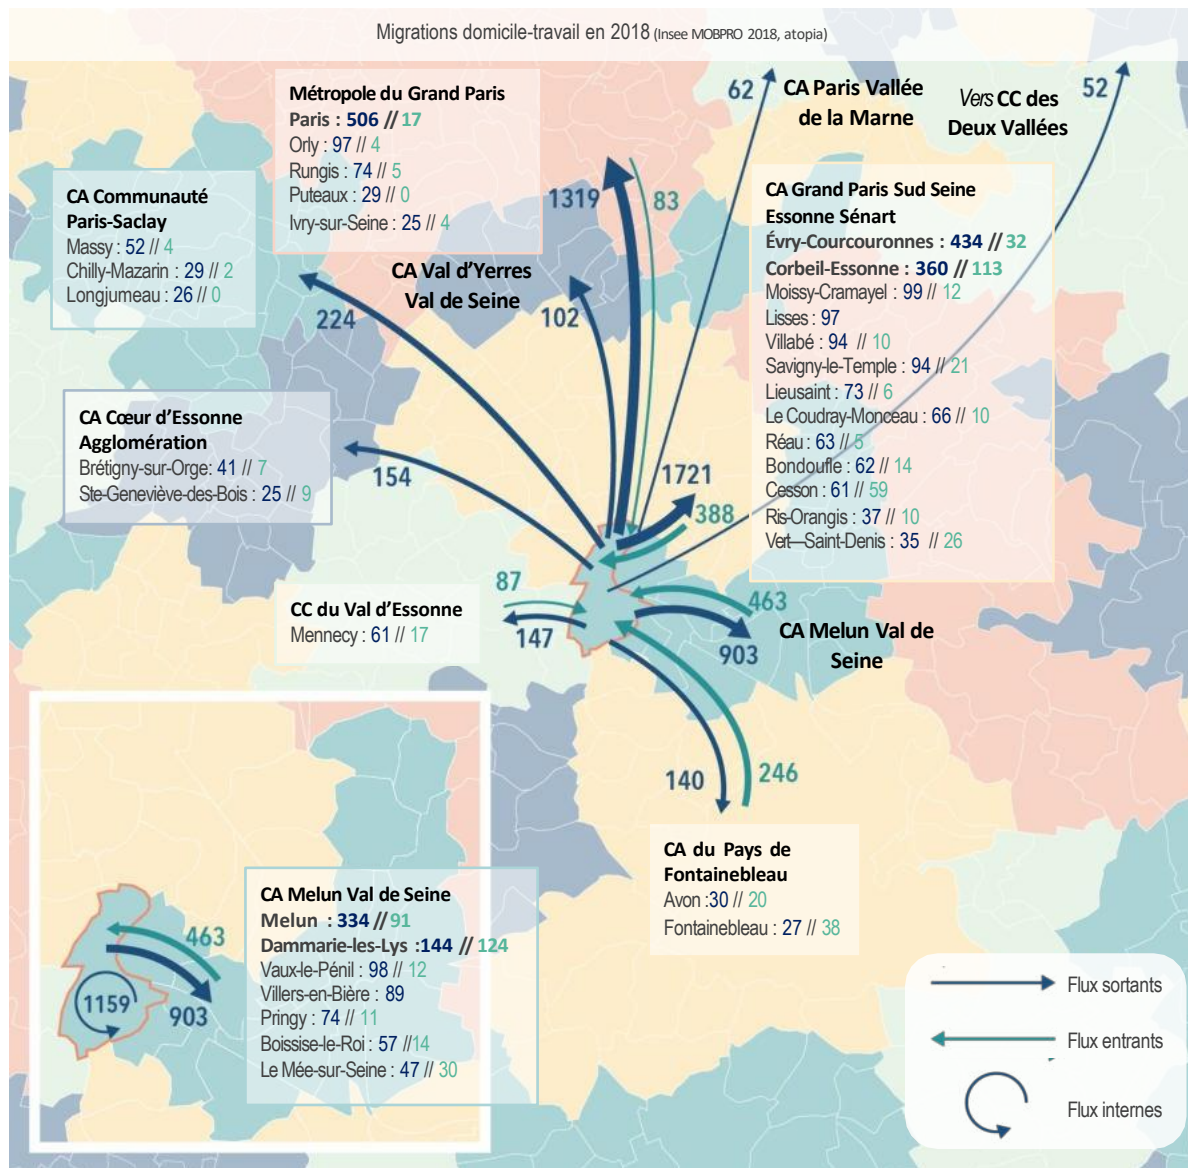 Migrations domicile-travail en 2018 (Insee MOBPRO 2018, atopia)
Métropole du Grand Paris
Paris : 506 // 17
Orly : 97 // 4
Rungis : 74 // 5
Puteaux : 29 // 0
Ivry-sur-Seine : 25 // 4
62
CA Paris Vallée
de la Marne
Vers CC des
Deux Vallées
52
CA Communauté
Paris-Saclay
Massy : 52 // 4
Chilly-Mazarin : 29 // 2
Longjumeau : 26 // 0
1319
83
CA Val d'Yerres
Val de Seine
224
102
CA Grand Paris Sud Seine
Essonne Sénart
Évry-Courcouronnes : 434 // 32
Corbeil-Essonne : 360 // 113
Moissy-Cramayel : 99 // 12
Lisses : 97
Villabé : 94 // 10
Savigny-le-Temple : 94 // 21
Lieusaint : 73 // 6
Le Coudray-Monceau : 66 // 10
Réau : 63 // 5
Bondoufle : 62 // 14
Cesson : 61 // 59
Ris-Orangis : 37 // 10
Vert—Saint-Denis : 35 // 26
CA Cœur d'Essonne
Agglomération
Brétigny-sur-Orge: 41 // 7
Ste-Geneviève-des-Bois : 25 // 9
154
1721
388
CC du Val d'Essonne
Mennecy : 61 // 17
87
147
463
903
CA Melun Val de
Seine
140
246
CA du Pays de
Fontainebleau
Avon :30 // 20
Fontainebleau : 27 // 38
CA Melun Val de Seine
Melun : 334 // 91
Dammarie-les-Lys :144 // 124
Vaux-le-Pénil : 98 // 12
Villers-en-Bière : 89
Pringy : 74 // 11
Boissise-le-Roi : 57 //14
Le Mée-sur-Seine : 47 // 30
463
1159
903
Flux sortants
Flux entrants
Flux internes